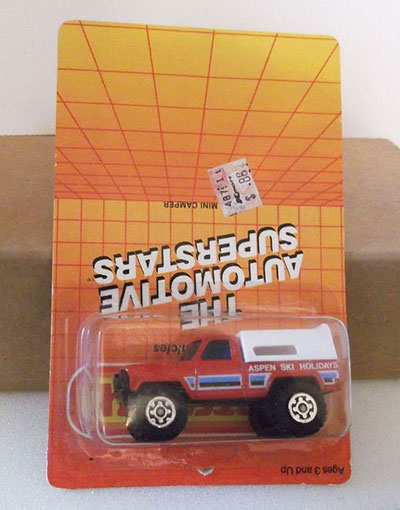 MINI CAMPER
THE
AUTOMOTIVE
SUPERSTARS
ASPEN SKI HOLIDAYS
Ages 3 and Up